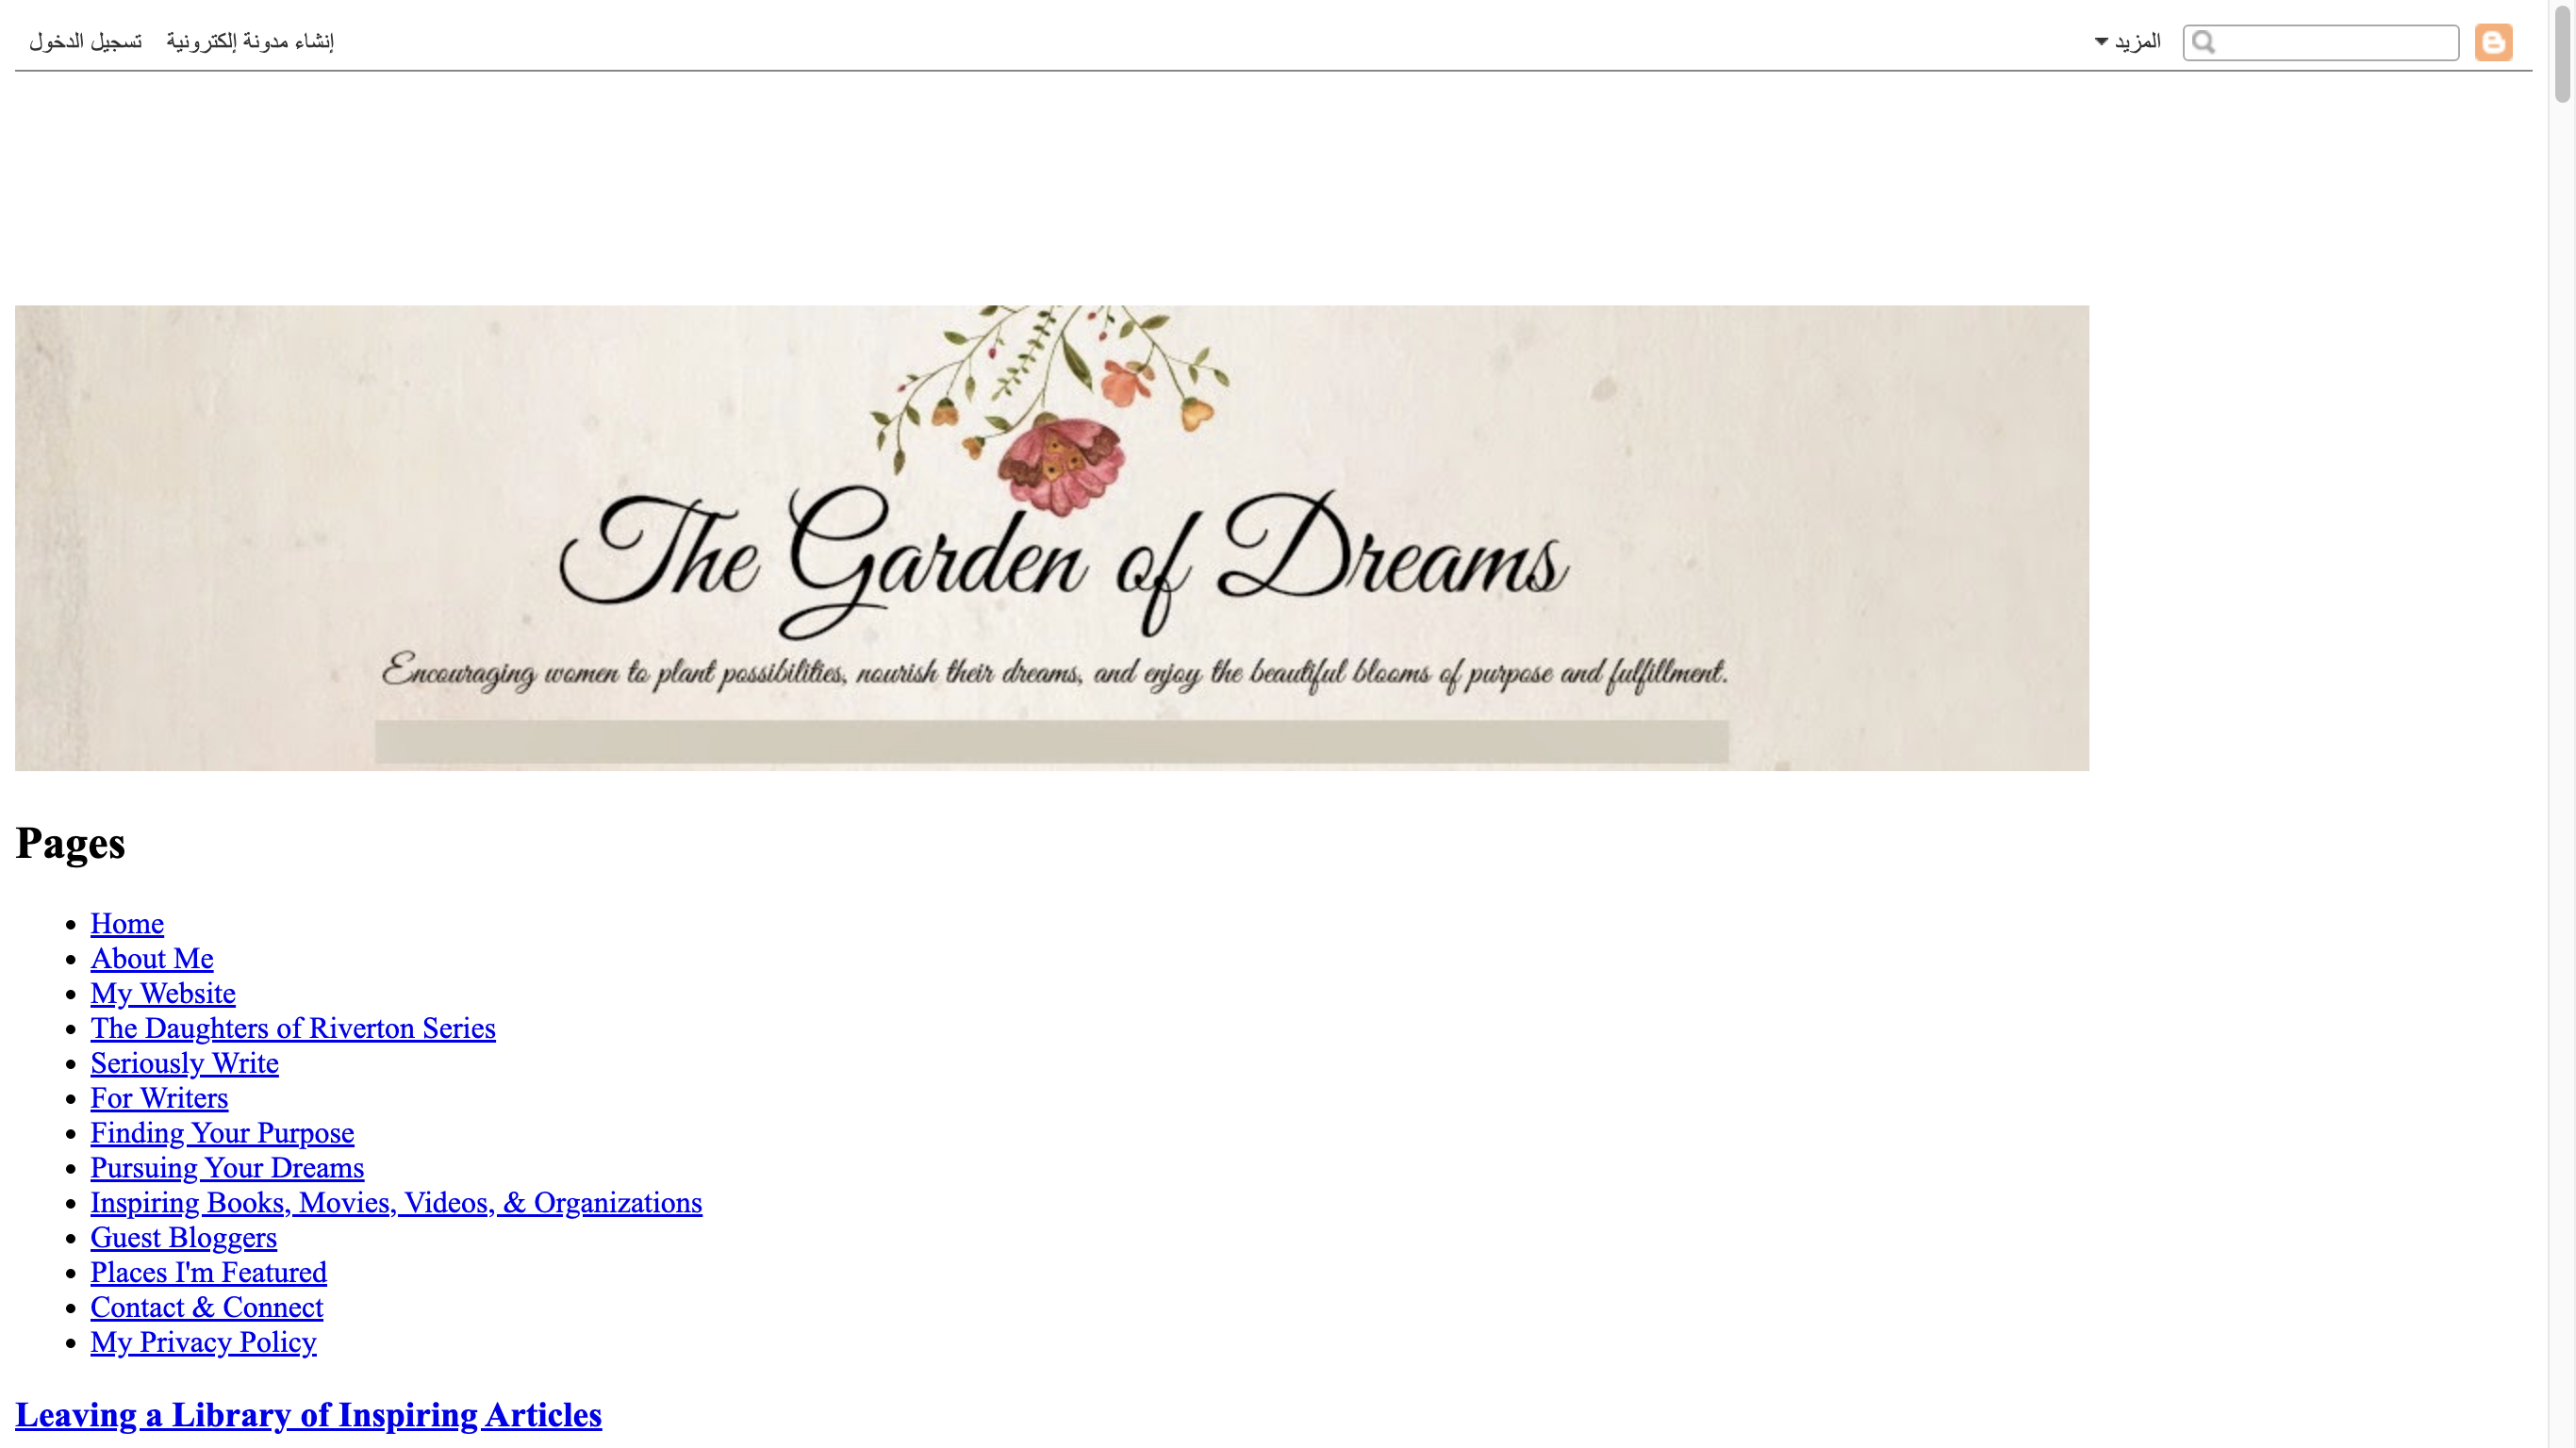 المزيد
إنشاء مدونة إلكترونية تسجيل الدخول
The Garden of Dreams
Encouraging women to plant possibilities, nourish their dreams, and enjoy the beautiful blooms of purpose and fulfillment.
Pages
Home
About Me
My Website
The Daughters of Riverton Series
Seriously Write
For Writers
Finding Your Purpose
Pursuing Your Dreams
Inspiring Books, Movies, Videos, & Organizations
Guest Bloggers
Places I'm Featured
Contact & Connect
My Privacy Policy
Leaving a Library of Inspiring Articles